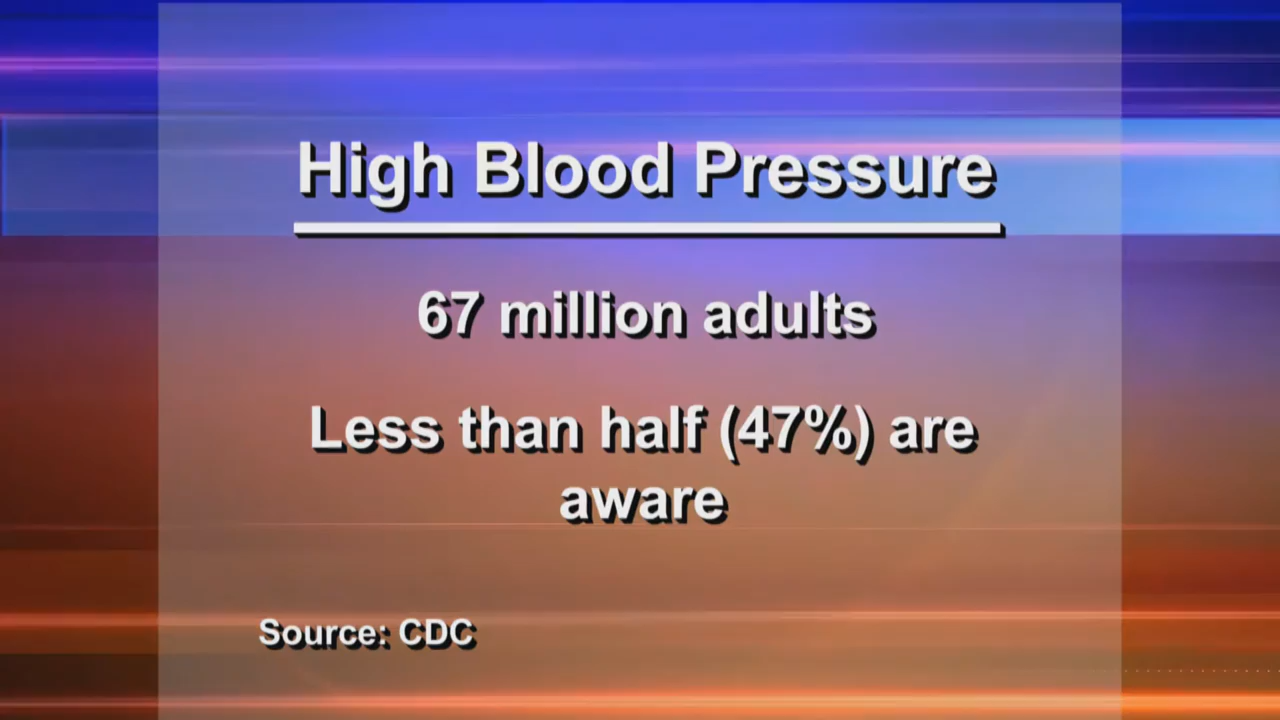 High Blood Pressure
67 million adults
Less than half (47%) are
aware
Source: CDC